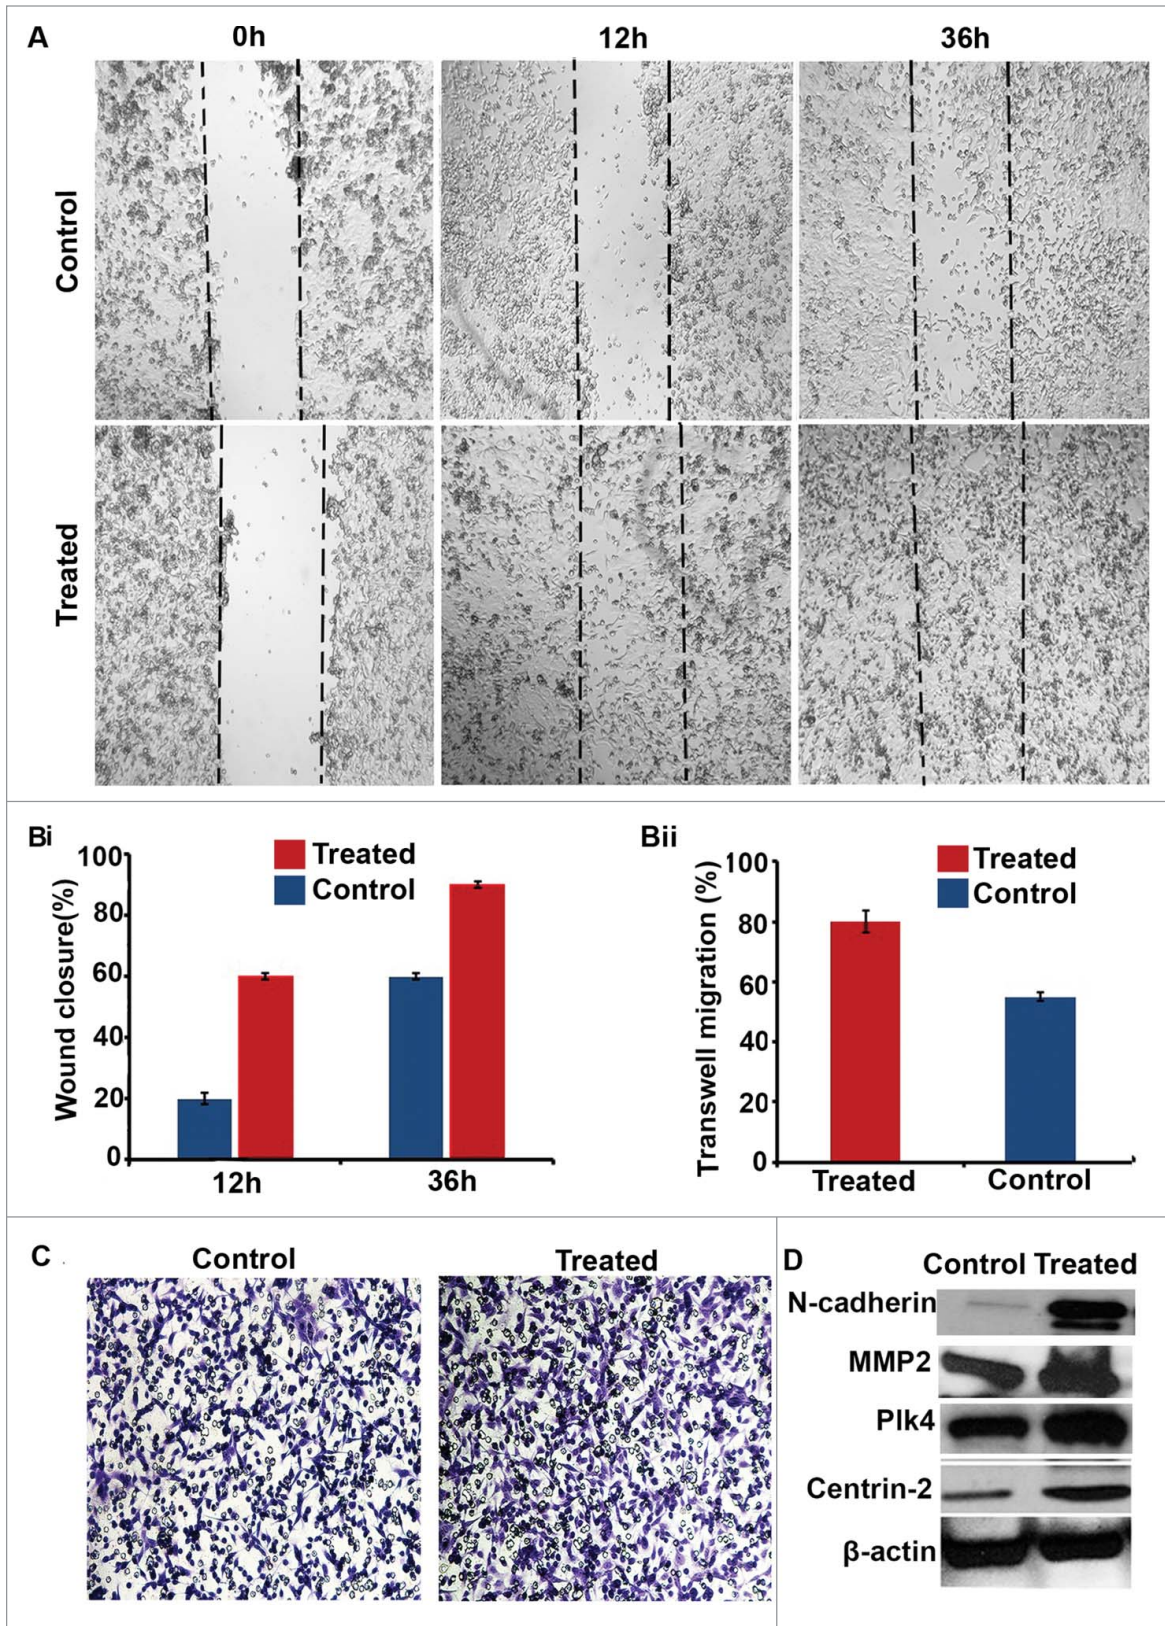 A
0h
12h
36h
Control
Treated
Bi
Wound closure(%)
100
80
60
40
20
0
Treated
Control
12h
36h
Bii
Transwell migration (%)
100
80
60
40
20
0
Treated
Control
Treated
Control
C
Control
Treated
D
Control Treated
N-cadherin
MMP2
Plk4
Centrin-2
β-actin